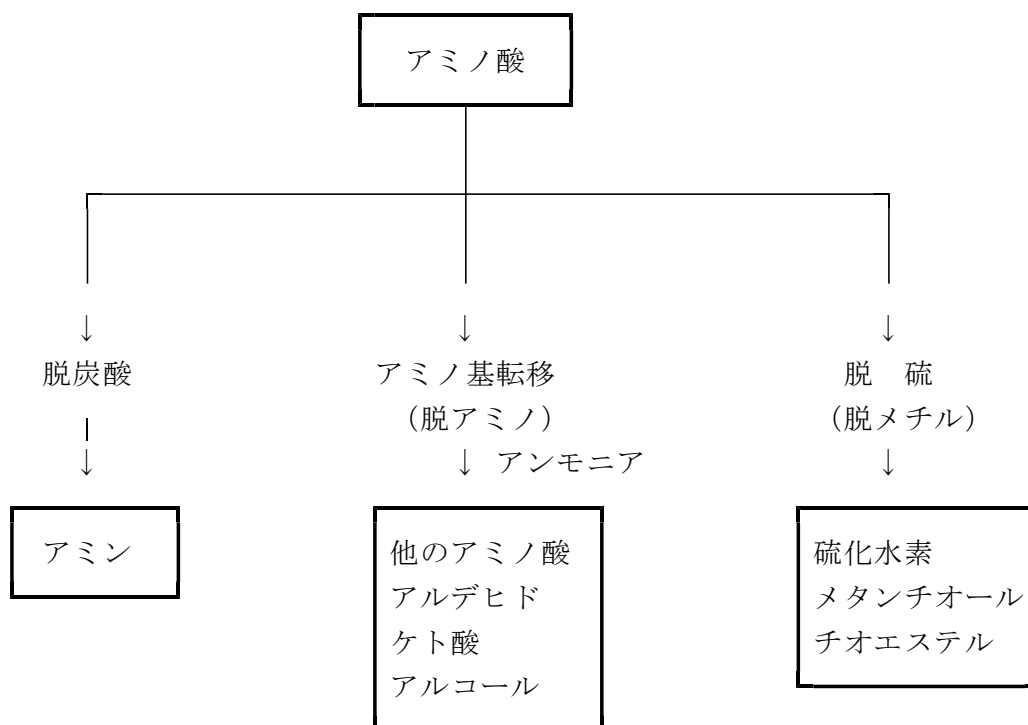 アミノ酸
↓ ↓ ↓
脱炭酸 アミノ基転移 脱 硫
(脱アミノ) (脱メチル)
↓ ↓ アンモニア ↓
アミン 他のアミノ酸 硫化水素
アルデヒド メタンチオール
ケト酸 チオエステル
アルコール